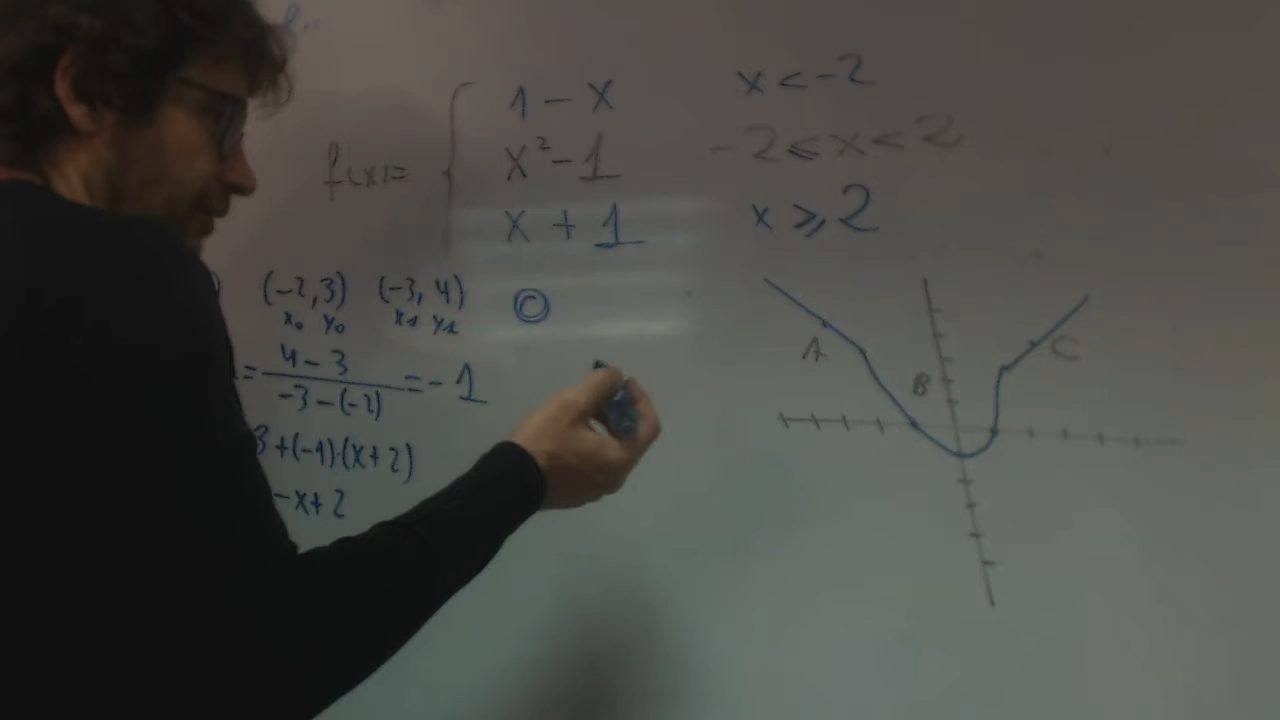 f(x)=
1 - x x < -2
x² - 1 -2 ≤ x < 2
x + 1 x ≥ 2
(-2,3) (-3,4) C
x₀ y₀ x₁ y₁
= 4 - 3 / -3 - (-2) = -1
3 + (-1)·(x + 2)
-x + 2
A
B
C